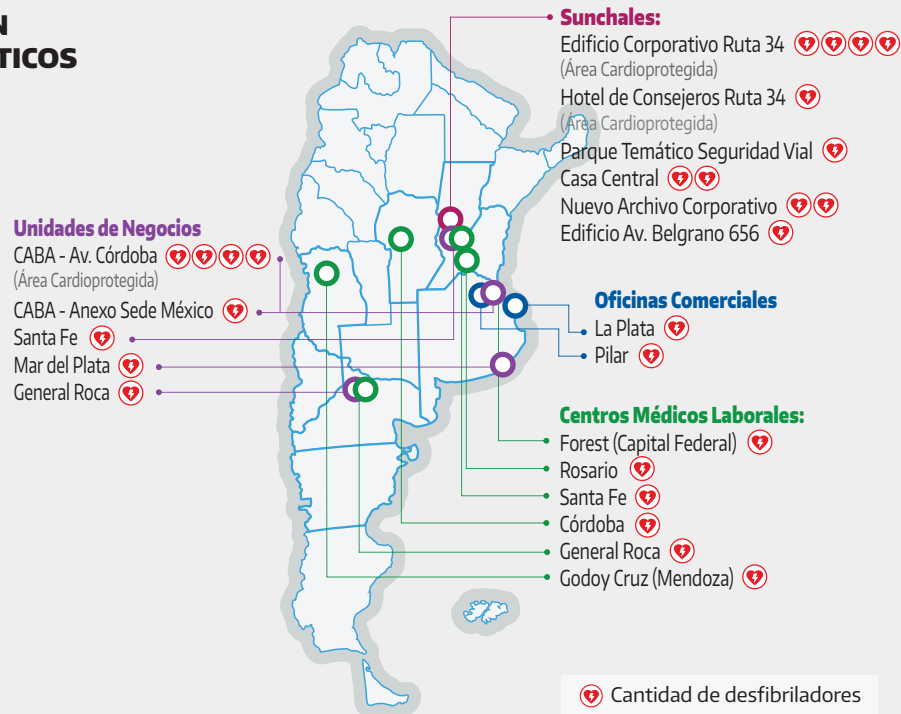 Sunchales:
Edificio Corporativo Ruta 34
(Área Cardioprotegida)
Hotel de Consejeros Ruta 34
(Área Cardioprotegida)
Parque Temático Seguridad Vial
Casa Central
Nuevo Archivo Corporativo
Edificio Av. Belgrano 656
Unidades de Negocios
CABA - Av. Córdoba
(Área Cardioprotegida)
CABA - Anexo Sede México
Santa Fe
Mar del Plata
General Roca
Oficinas Comerciales
La Plata
Pilar
Centros Médicos Laborales:
Forest (Capital Federal)
Rosario
Santa Fe
Córdoba
General Roca
Godoy Cruz (Mendoza)
Cantidad de desfibriladores